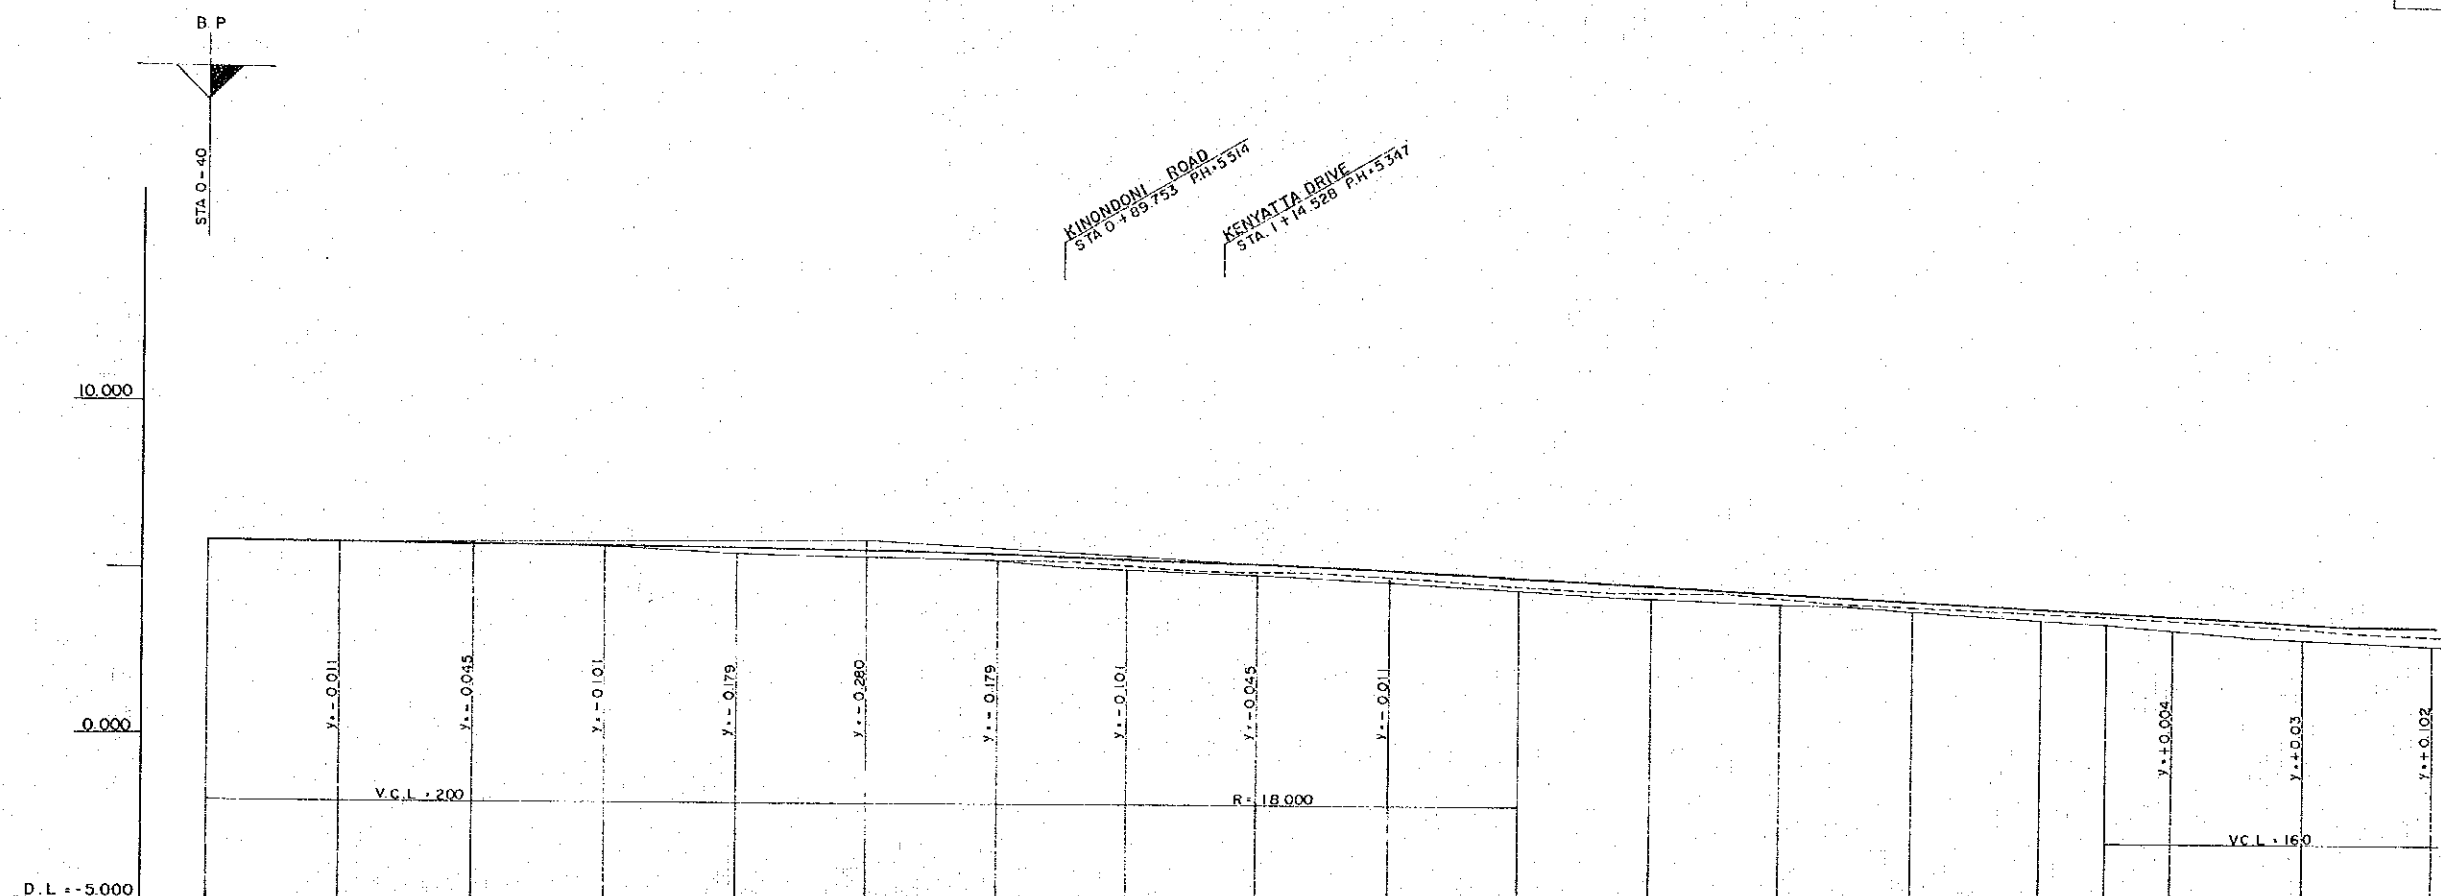 B.P
STA 0-40
KINONDONI ROAD
STA 0+89.753 P.H=5.514
KENYATTA DRIVE
STA. 1+14.528 P.H=5.347
10.000
0.000
D.L =-5.000
y=-0.011
y=-0.045
y=-0.101
y=-0.179
y=-0.280
y=-0.179
y=-0.101
y=-0.045
y=-0.011
y=+0.004
y=+0.03
y=+0.102
V.C.L = 200
R= 18000
V.C.L = 160